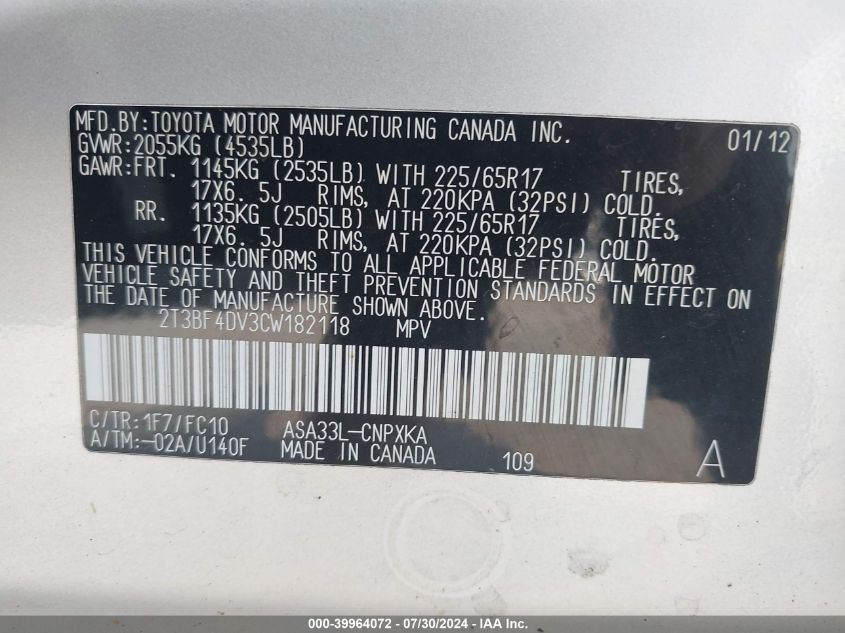 MFD.BY:TOYOTA MOTOR MANUFACTURING CANADA INC. 01/12
GVWR:2055KG (4535LB)
GAWR:FRT. 1145KG (2535LB) WITH 225/65R17 TIRES,
17X6. 5J RIMS, AT 220KPA (32PSI) COLD.
RR. 1135KG (2505LB) WITH 225/65R17 TIRES,
17X6. 5J RIMS, AT 220KPA (32PSI) COLD.
THIS VEHICLE CONFORMS TO ALL APPLICABLE FEDERAL MOTOR
VEHICLE SAFETY AND THEFT PREVENTION STANDARDS IN EFFECT ON
THE DATE OF MANUFACTURE SHOWN ABOVE.
2T3BF4DV3CW182118 MPV
C/TR:1F7/FC10 ASA33L-CNPXKA
A/TM:-02A/U140F MADE IN CANADA 109 A
000-39964072 / 07/30/2024 - IAA Inc.